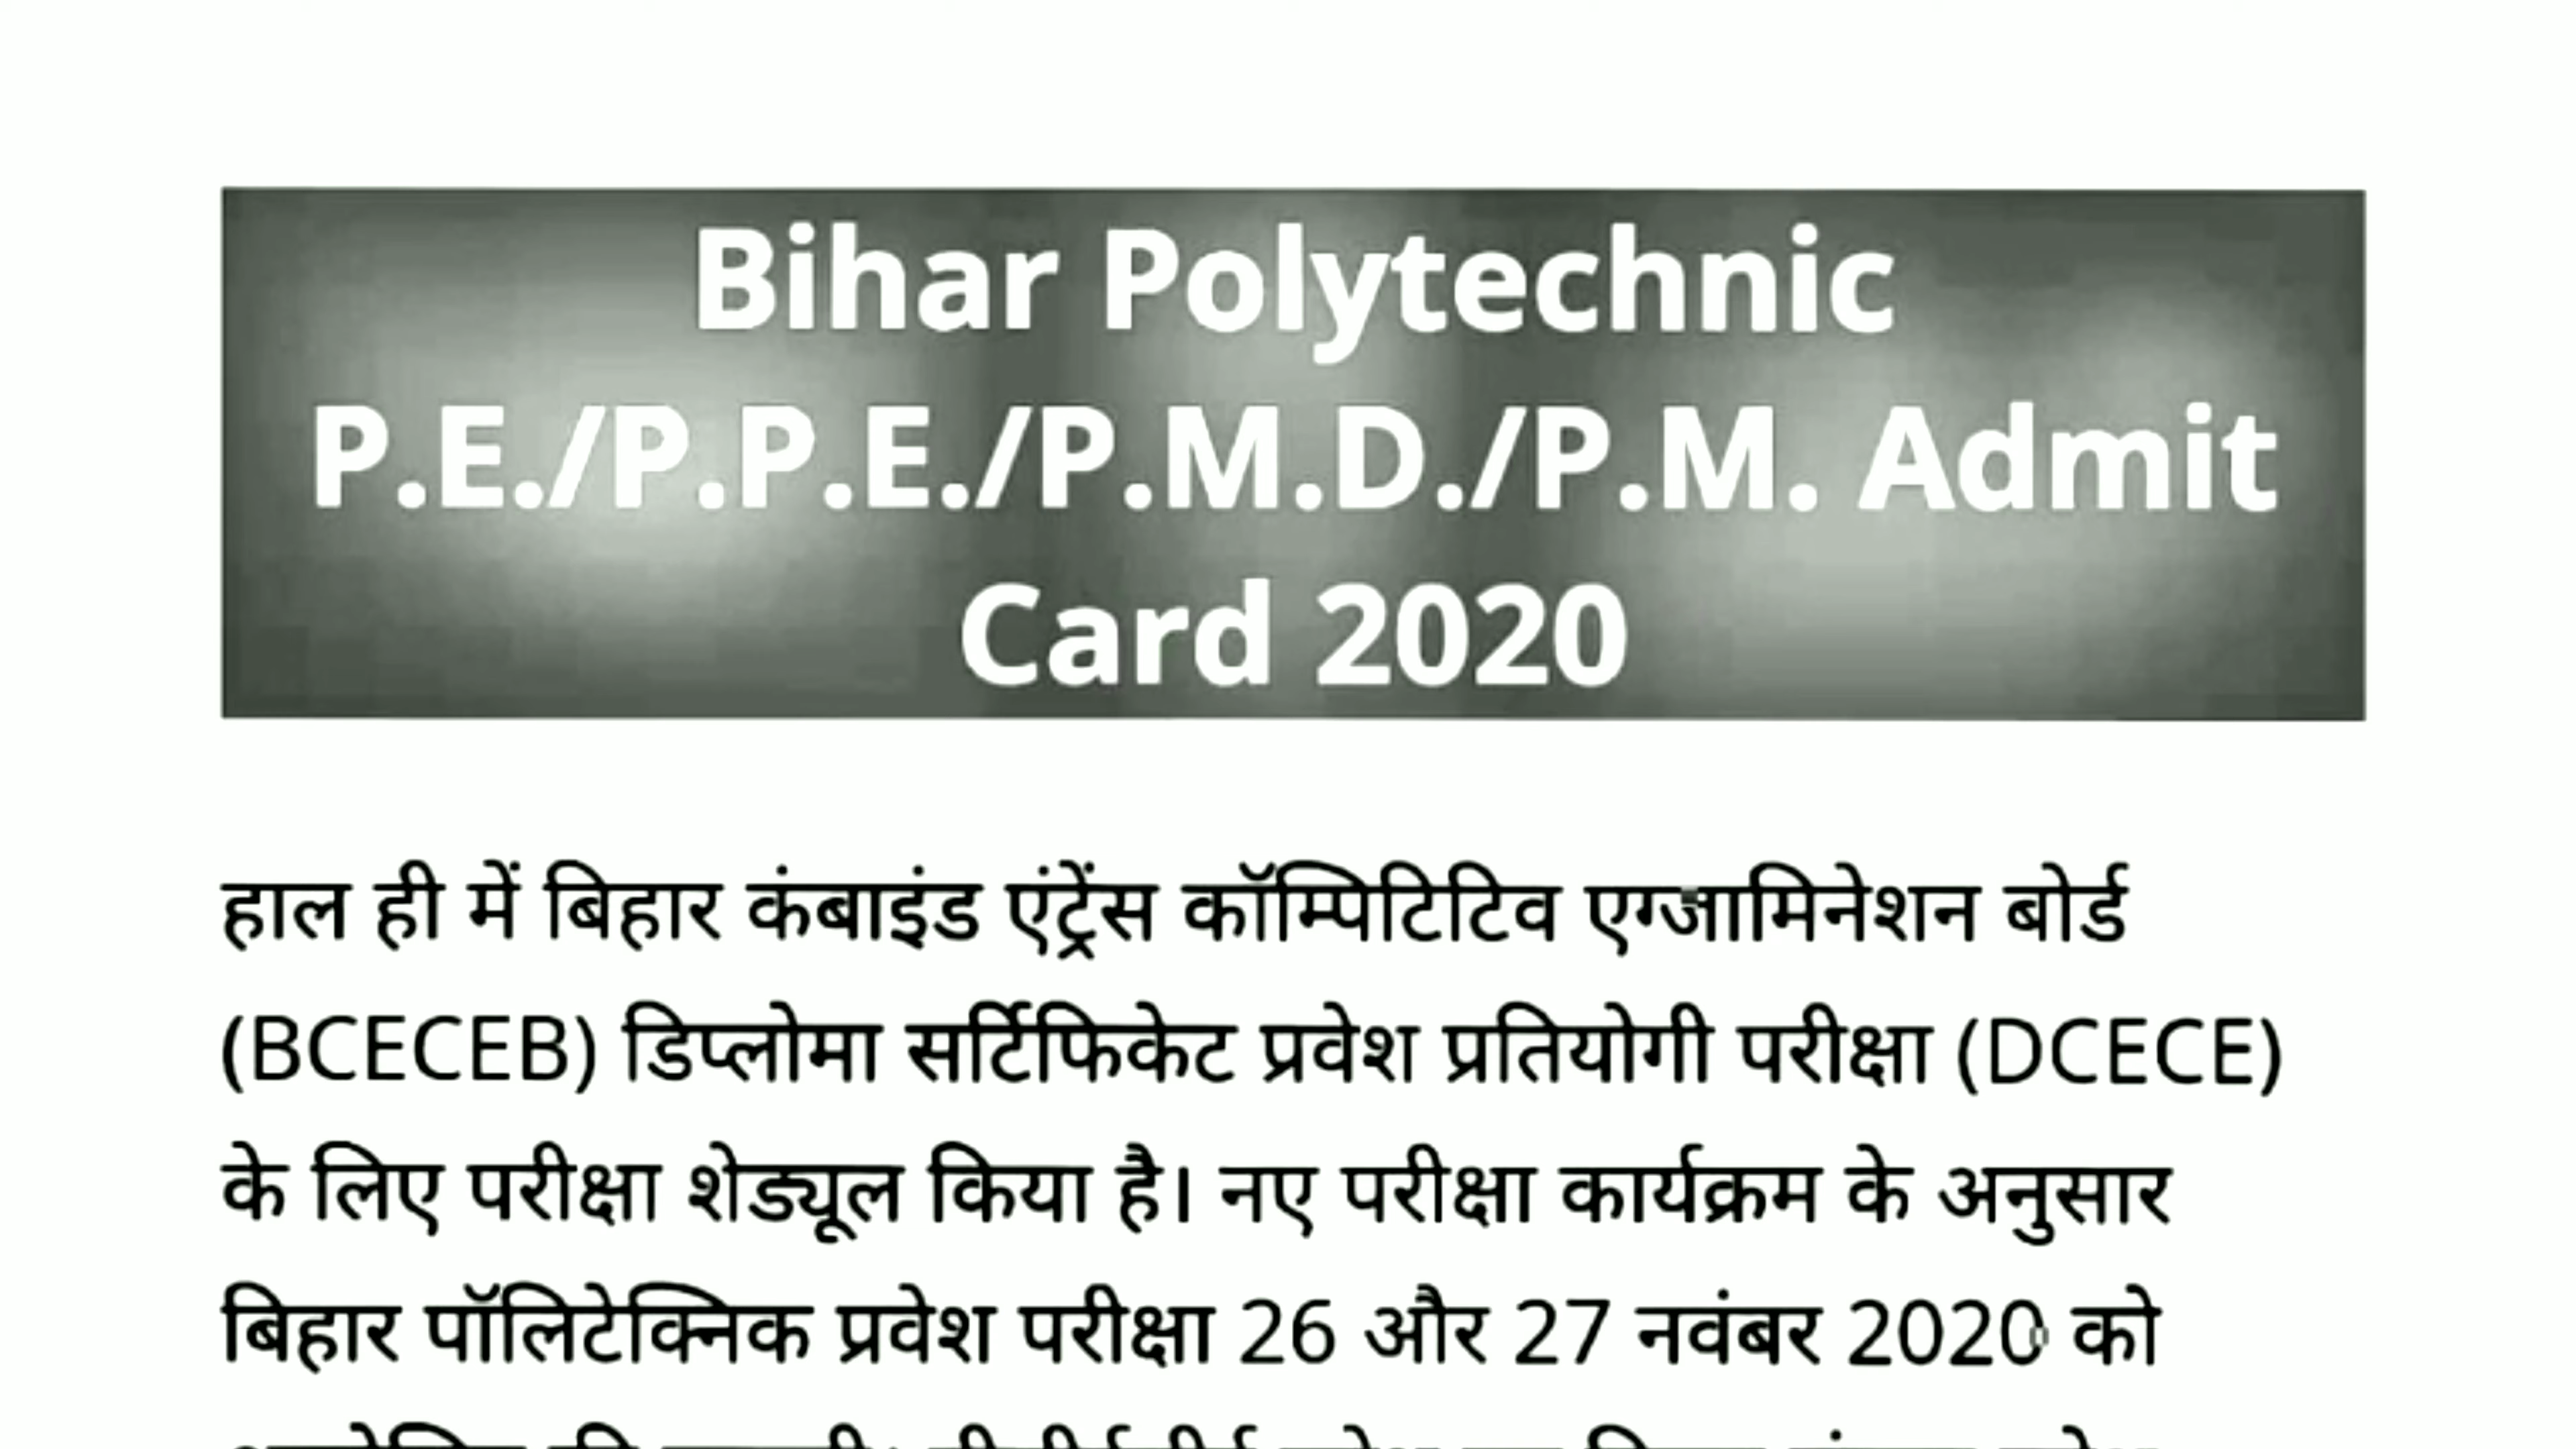 Bihar Polytechnic
P.E./P.P.E./P.M.D./P.M. Admit
Card 2020
हाल ही में बिहार कंबाइंड एंट्रेंस कॉम्पिटिटिव एग्जामिनेशन बोर्ड
(BCECEB) डिप्लोमा सर्टिफिकेट प्रवेश प्रतियोगी परीक्षा (DCECE)
के लिए परीक्षा शेड्यूल किया है। नए परीक्षा कार्यक्रम के अनुसार
बिहार पॉलिटेक्निक प्रवेश परीक्षा 26 और 27 नवंबर 2020 को